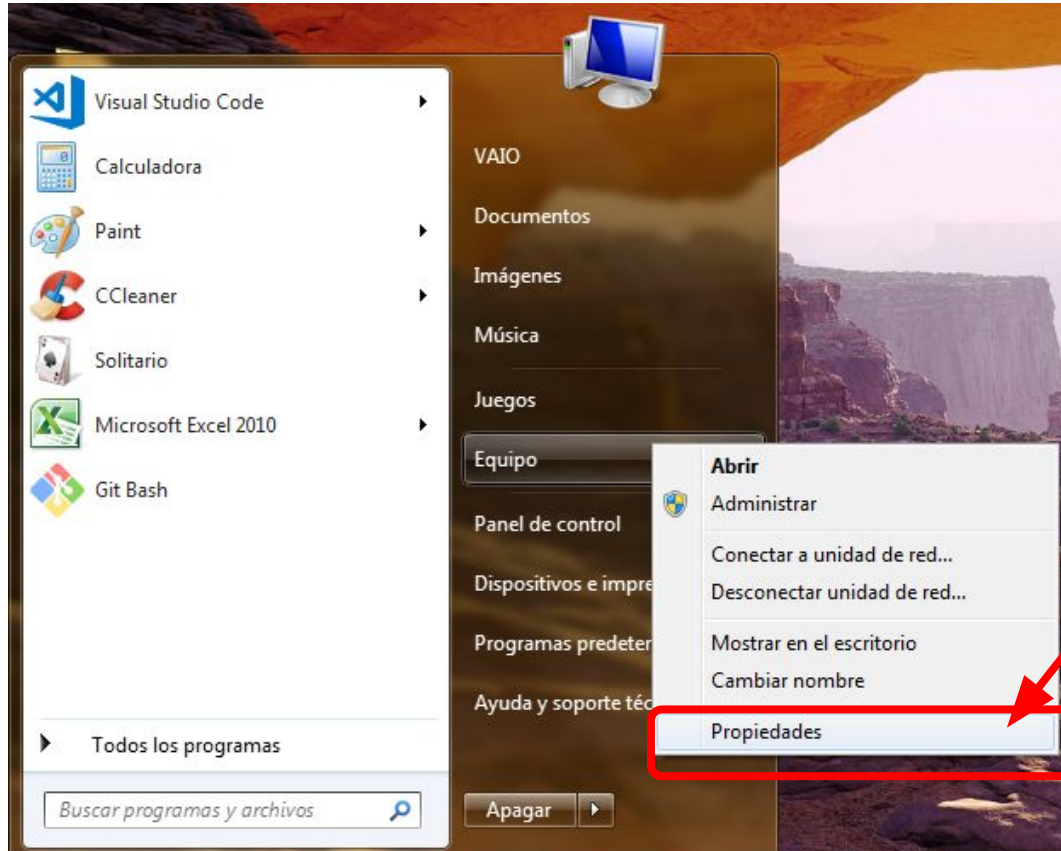 Visual Studio Code
Calculadora
Paint
CCleaner
Solitario
Microsoft Excel 2010
Git Bash
Todos los programas
Buscar programas y archivos
VAIO
Documentos
Imágenes
Música
Juegos
Equipo
Panel de control
Dispositivos e impre
Programas predeter
Ayuda y soporte téc
Apagar
Abrir
Administrar
Conectar a unidad de red...
Desconectar unidad de red...
Mostrar en el escritorio
Cambiar nombre
Propiedades